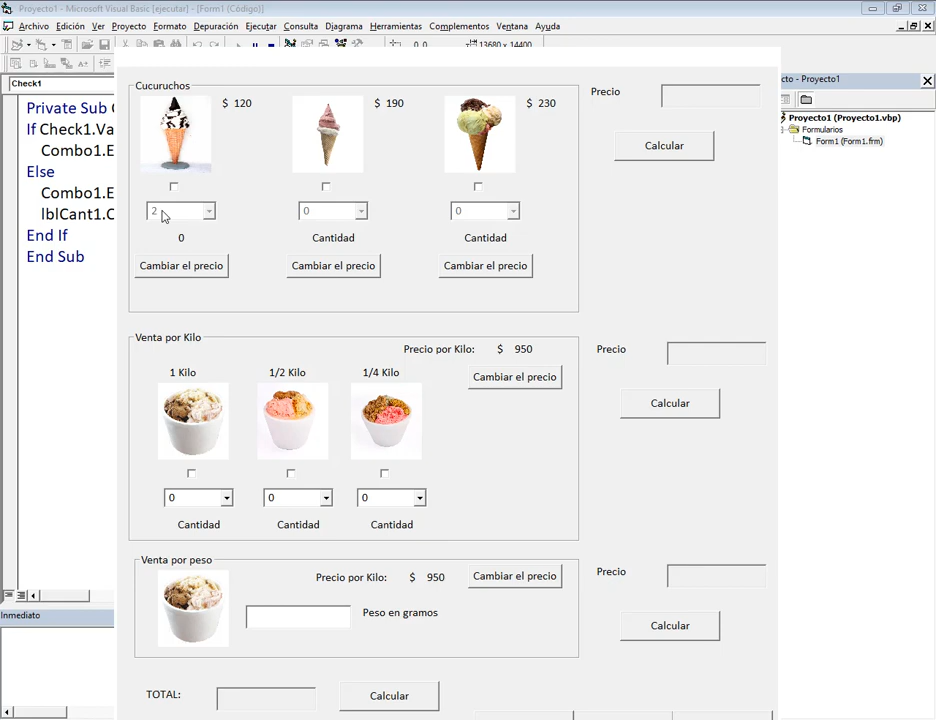 Proyecto1 - Microsoft Visual Basic [ejecutar] - [Form1 (Código)]
Archivo Edición Ver Proyecto Formato Depuración Ejecutar Consulta Diagrama Herramientas Complementos Ventana Ayuda
0, 0 13680 x 14400
Check1
cto - Proyecto1
Proyecto1 (Proyecto1.vbp)
Formularios
Form1 (Form1.frm)
Private Sub
If Check1.Va
Combo1.E
Else
Combo1.E
lblCant1.C
End If
End Sub
Inmediato
Cucuruchos
$ 120 $ 190 $ 230
2 0 0
0 Cantidad Cantidad
Cambiar el precio Cambiar el precio Cambiar el precio
Precio
Calcular
Venta por Kilo
Precio por Kilo: $ 950
Cambiar el precio
1 Kilo 1/2 Kilo 1/4 Kilo
0 0 0
Cantidad Cantidad Cantidad
Precio
Calcular
Venta por peso
Precio por Kilo: $ 950
Cambiar el precio
Peso en gramos
Precio
Calcular
TOTAL:
Calcular